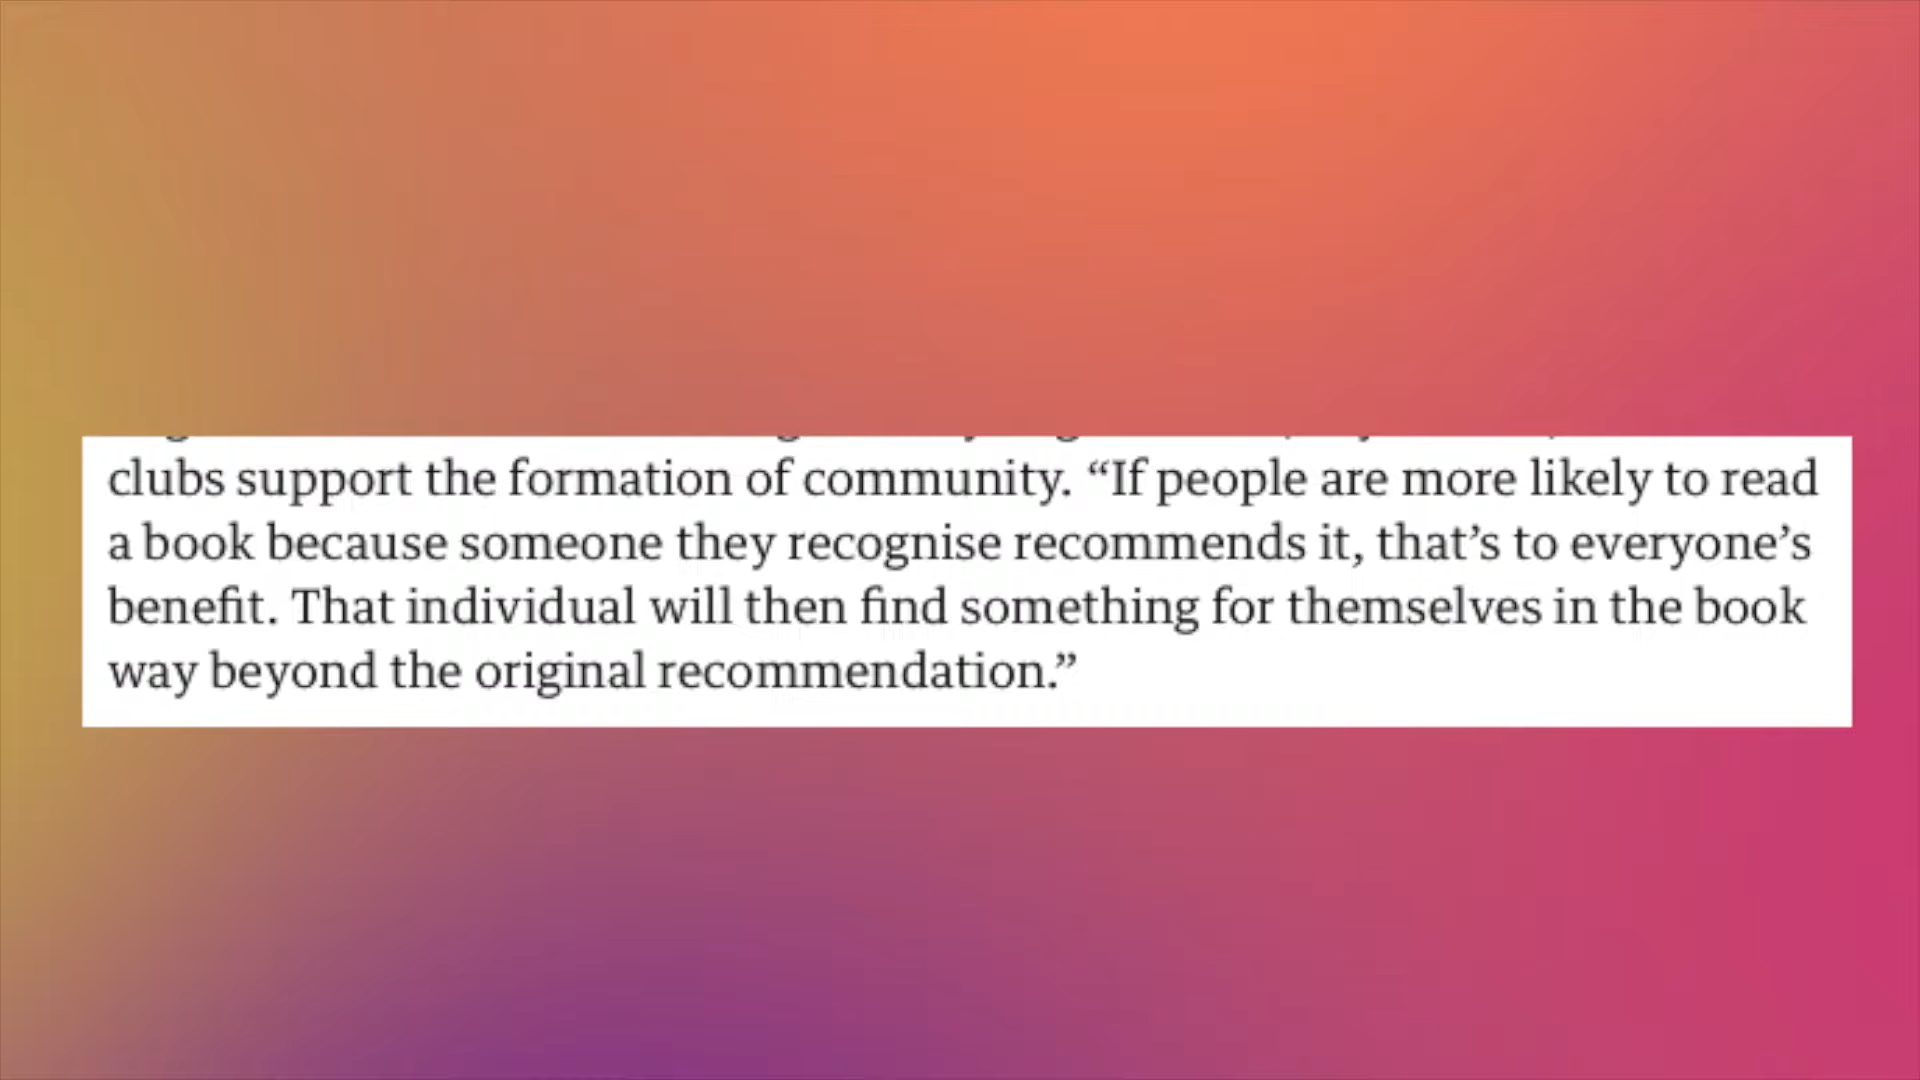 clubs support the formation of community. “If people are more likely to read
a book because someone they recognise recommends it, that’s to everyone’s
benefit. That individual will then find something for themselves in the book
way beyond the original recommendation.”